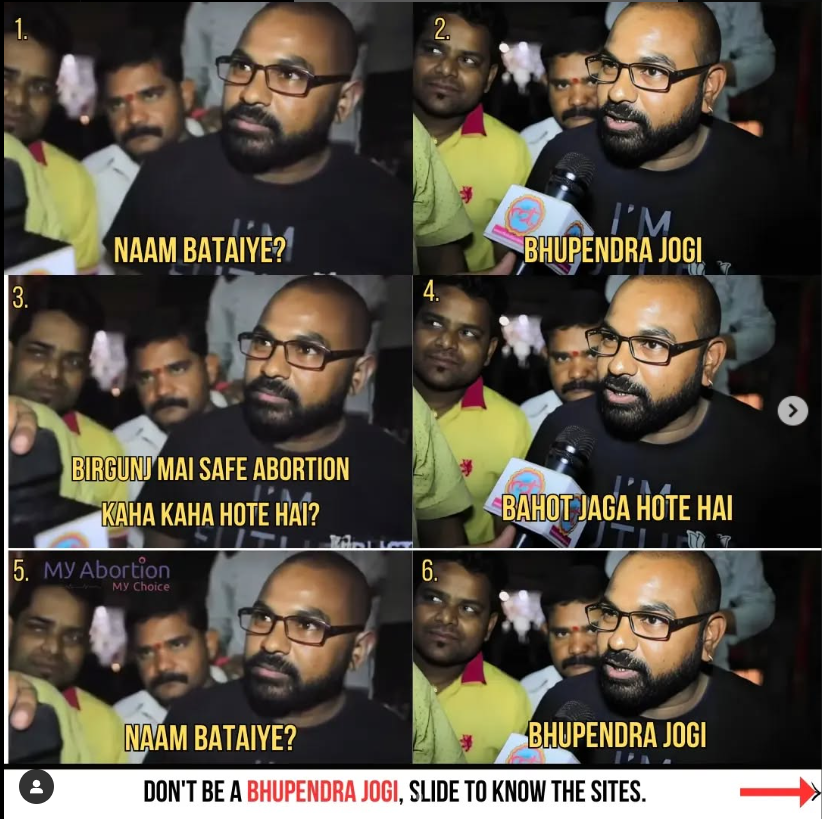 1.
I'M
NAAM BATAIYE?
2.
I'M
BHUPENDRA JOGI
3.
BIRGUNJ MAI SAFE ABORTION
KAHA KAHA HOTE HAI?
4.
I'M
BAHOT JAGA HOTE HAI
5.
My Abortion
My Choice
NAAM BATAIYE?
6.
BHUPENDRA JOGI
DON'T BE A BHUPENDRA JOGI, SLIDE TO KNOW THE SITES.